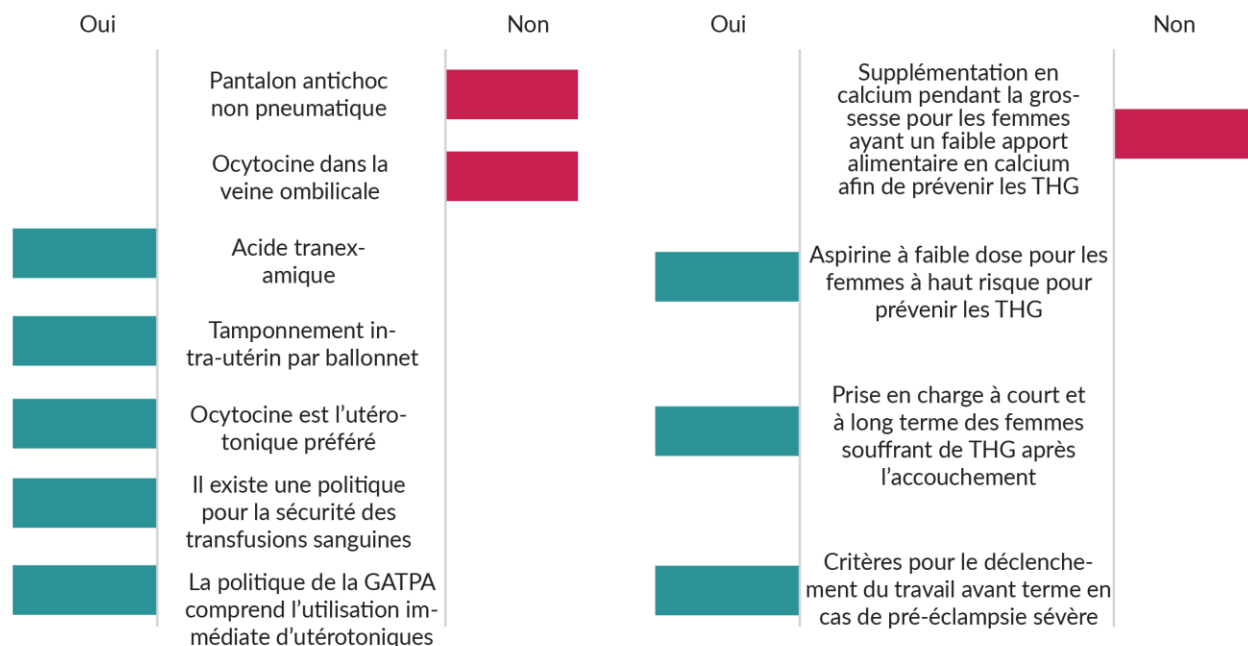 Oui
Non
Pantalon antichoc
non pneumatique
Ocytocine dans la
veine ombilicale
Acide tranex-
amique
Tamponnement in-
tra-utérin par ballonnet
Ocytocine est l’utéro-
tonique préféré
Il existe une politique
pour la sécurité des
transfusions sanguines
La politique de la GATPA
comprend l’utilisation im-
médiate d’utérotoniques
Oui
Non
Supplémentation en
calcium pendant la gros-
sesse pour les femmes
ayant un faible apport
alimentaire en calcium
afin de prévenir les THG
Aspirine à faible dose pour les
femmes à haut risque pour
prévenir les THG
Prise en charge à court et
à long terme des femmes
souffrant de THG après
l’accouchement
Critères pour le déclenche-
ment du travail avant terme en
cas de pré-éclampsie sévère